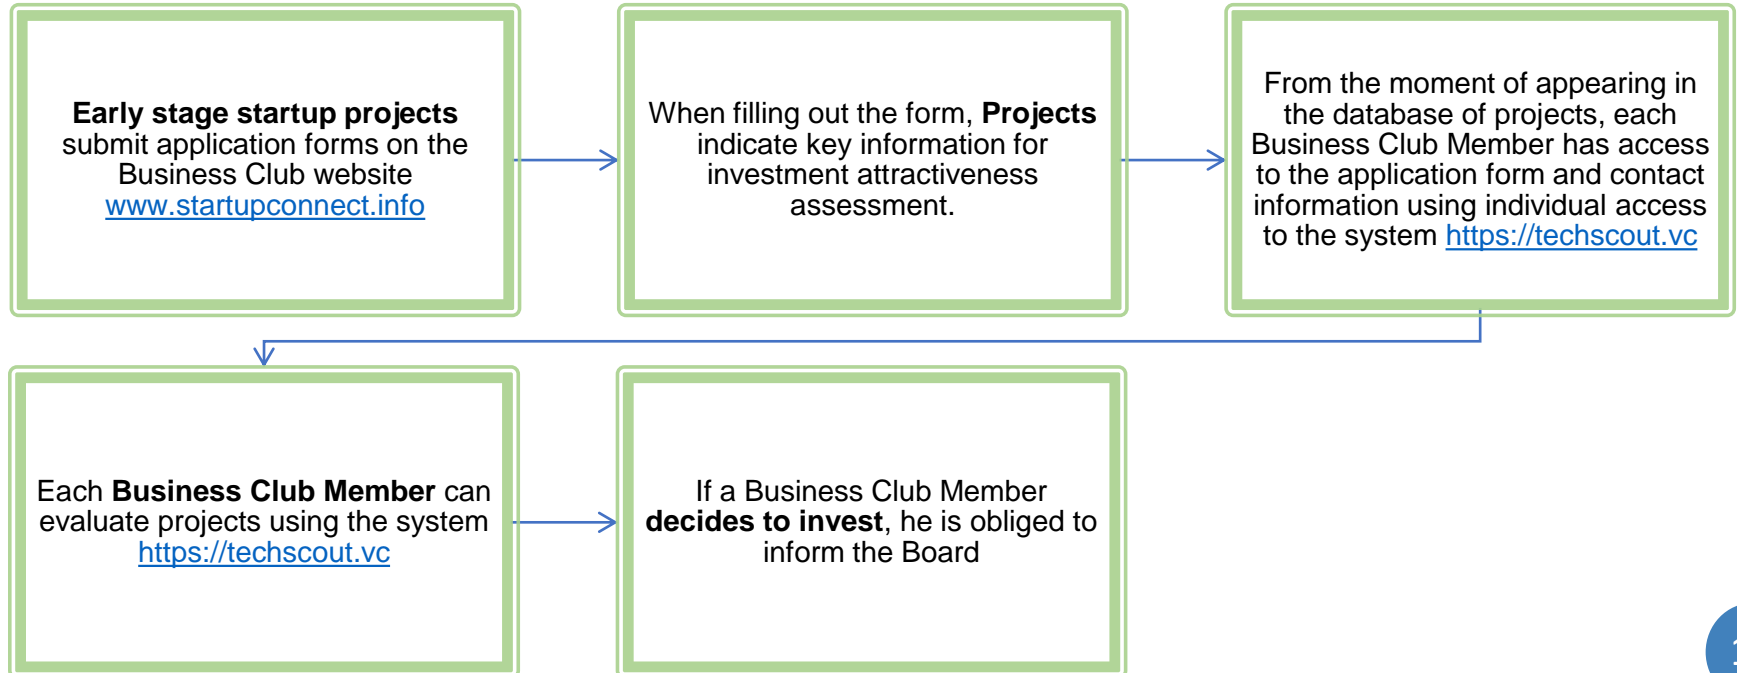 Early stage startup projects
submit application forms on the
Business Club website
www.startupconnect.info
When filling out the form, Projects
indicate key information for
investment attractiveness
assessment.
From the moment of appearing in
the database of projects, each
Business Club Member has access
to the application form and contact
information using individual access
to the system https://techscout.vc
Each Business Club Member can
evaluate projects using the system
https://techscout.vc
If a Business Club Member
decides to invest, he is obliged to
inform the Board